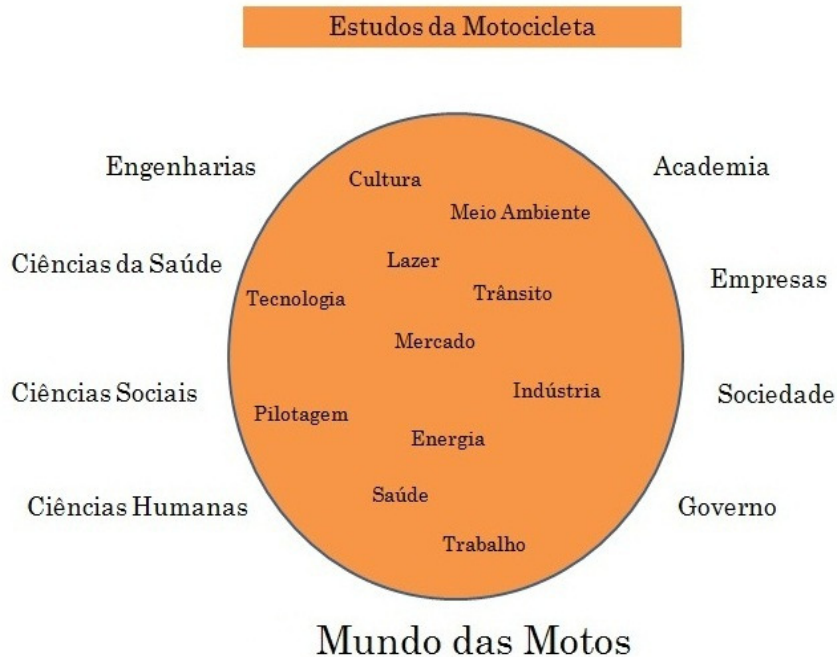 Estudos da Motocicleta
Engenharias
Cultura
Academia
Meio Ambiente
Ciências da Saúde
Lazer
Empresas
Tecnologia
Trânsito
Mercado
Ciências Sociais
Indústria
Sociedade
Pilotagem
Energia
Ciências Humanas
Saúde
Governo
Trabalho
Mundo das Motos